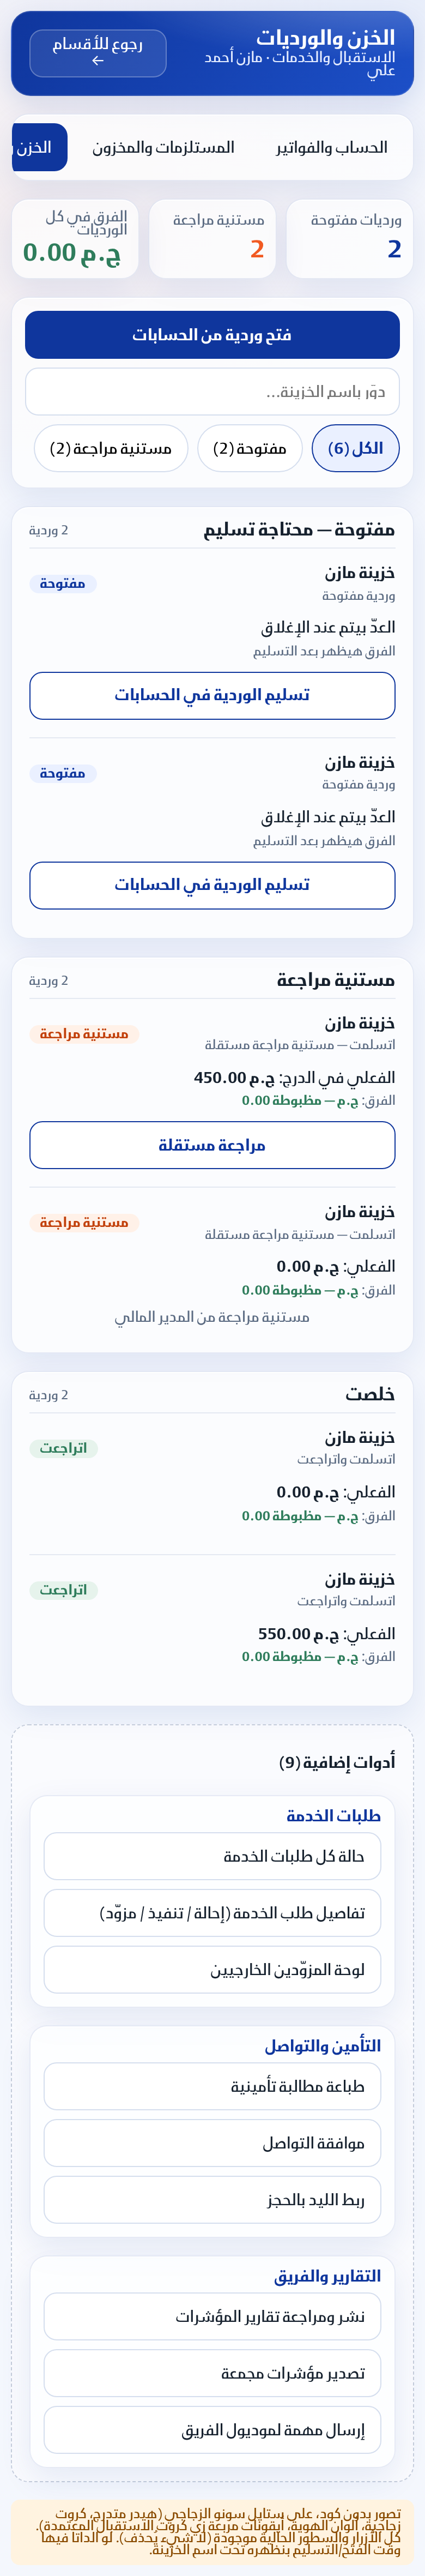 الخزن والورديات
الاستقبال والخدمات · مازن أحمد
علي
رجوع للأقسام
←
الحساب والفواتير
المستلزمات والمخزون
الخزن
ورديات مفتوحة
2
مستنية مراجعة
2
الفرق في كل
الورديات
ج.م 0.00
فتح وردية من الحسابات
دوّر باسم الخزينة...
الكل (6)
مفتوحة (2)
مستنية مراجعة (2)
مفتوحة — محتاجة تسليم
2 وردية
خزينة مازن
مفتوحة
وردية مفتوحة
العدّ بيتم عند الإغلاق
الفرق هيظهر بعد التسليم
تسليم الوردية في الحسابات
خزينة مازن
مفتوحة
وردية مفتوحة
العدّ بيتم عند الإغلاق
الفرق هيظهر بعد التسليم
تسليم الوردية في الحسابات
مستنية مراجعة
2 وردية
خزينة مازن
مستنية مراجعة
اتسلمت — مستنية مراجعة مستقلة
الفعلي في الدرج: ج.م 450.00
الفرق: ج.م — مظبوطة 0.00
مراجعة مستقلة
خزينة مازن
مستنية مراجعة
اتسلمت — مستنية مراجعة مستقلة
الفعلي: ج.م 0.00
الفرق: ج.م — مظبوطة 0.00
مستنية مراجعة من المدير المالي
خلصت
2 وردية
خزينة مازن
اتراجعت
اتسلمت واتراجعت
الفعلي: ج.م 0.00
الفرق: ج.م — مظبوطة 0.00
خزينة مازن
اتراجعت
اتسلمت واتراجعت
الفعلي: ج.م 550.00
الفرق: ج.م — مظبوطة 0.00
أدوات إضافية (9)
طلبات الخدمة
حالة كل طلبات الخدمة
تفاصيل طلب الخدمة (إحالة / تنفيذ / مزوّد)
لوحة المزوّدين الخارجيين
التأمين والتواصل
طباعة مطالبة تأمينية
موافقة التواصل
ربط الليد بالحجز
التقارير والفريق
نشر ومراجعة تقارير المؤشرات
تصدير مؤشرات مجمعة
إرسال مهمة لموديول الفريق
تصور بدون كود، على ستايل سونو الزجاجي (هيدر متدرج، كروت
زجاجية، ألوان الهوية، أيقونات مربعة زي كروت الاستقبال المعتمدة).
كل الأزرار والسطور الحالية موجودة (لا شيء يُحذف). لو الداتا فيها
وقت الفتح/التسليم بنظهره تحت اسم الخزينة.